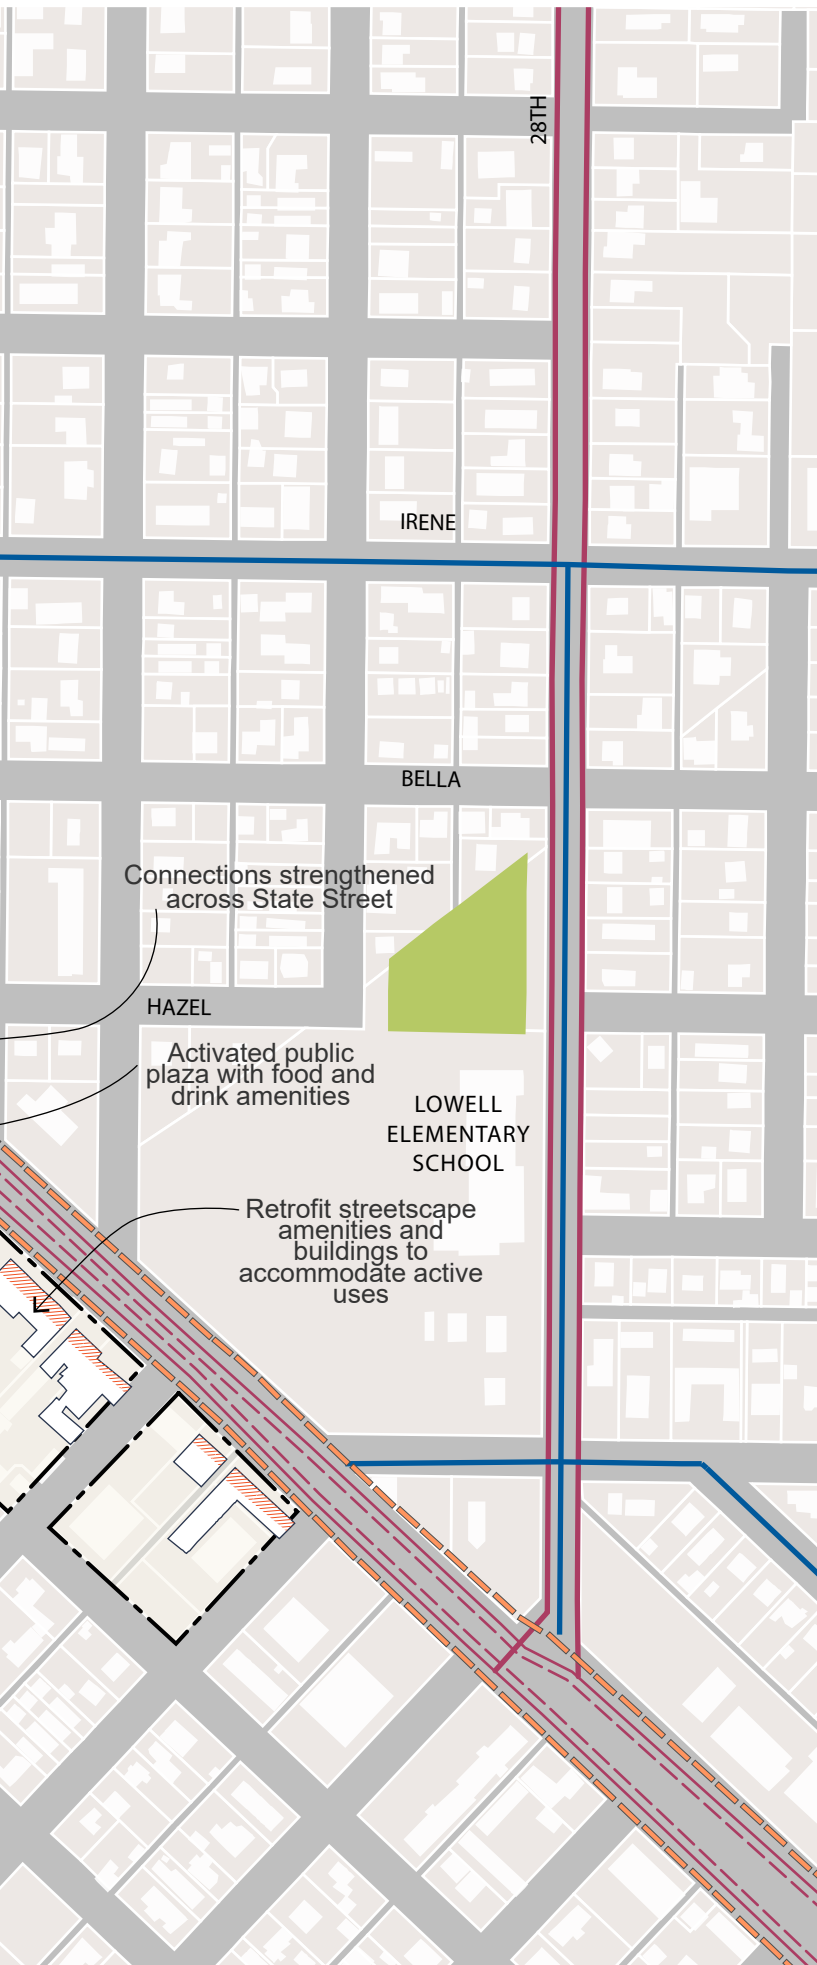 28TH
IRENE
BELLA
Connections strengthened
across State Street
HAZEL
Activated public
plaza with food and
drink amenities
LOWELL
ELEMENTARY
SCHOOL
Retrofit streetscape
amenities and
buildings to
accommodate active
uses